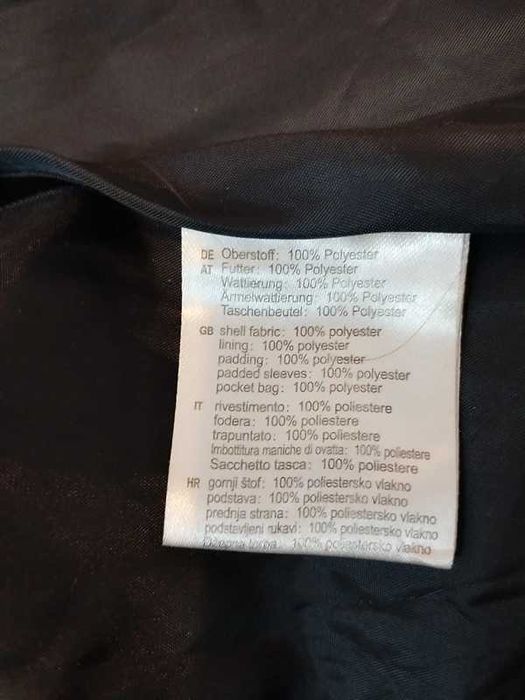 DE Oberstoff: 100% Polyester
AT Futter: 100% Polyester
Wattierung: 100% Polyester
Ärmelwattierung: 100% Polyester
Taschenbeutel: 100% Polyester
GB shell fabric: 100% polyester
lining: 100% polyester
padding: 100% polyester
padded sleeves: 100% polyester
pocket bag: 100% polyester
IT rivestimento: 100% poliestere
fodera: 100% poliestere
trapuntato: 100% poliestere
Imbottitura maniche di ovatta: 100% poliestere
Sacchetto tasca: 100% poliestere
HR gornji štof: 100% poliestersko vlakno
podstava: 100% poliestersko vlakno
prednja strana: 100% poliestersko vlakno
podstavljeni rukavi: 100% poliestersko vlakno
Džepna torba: 100% poliestersko vlakno